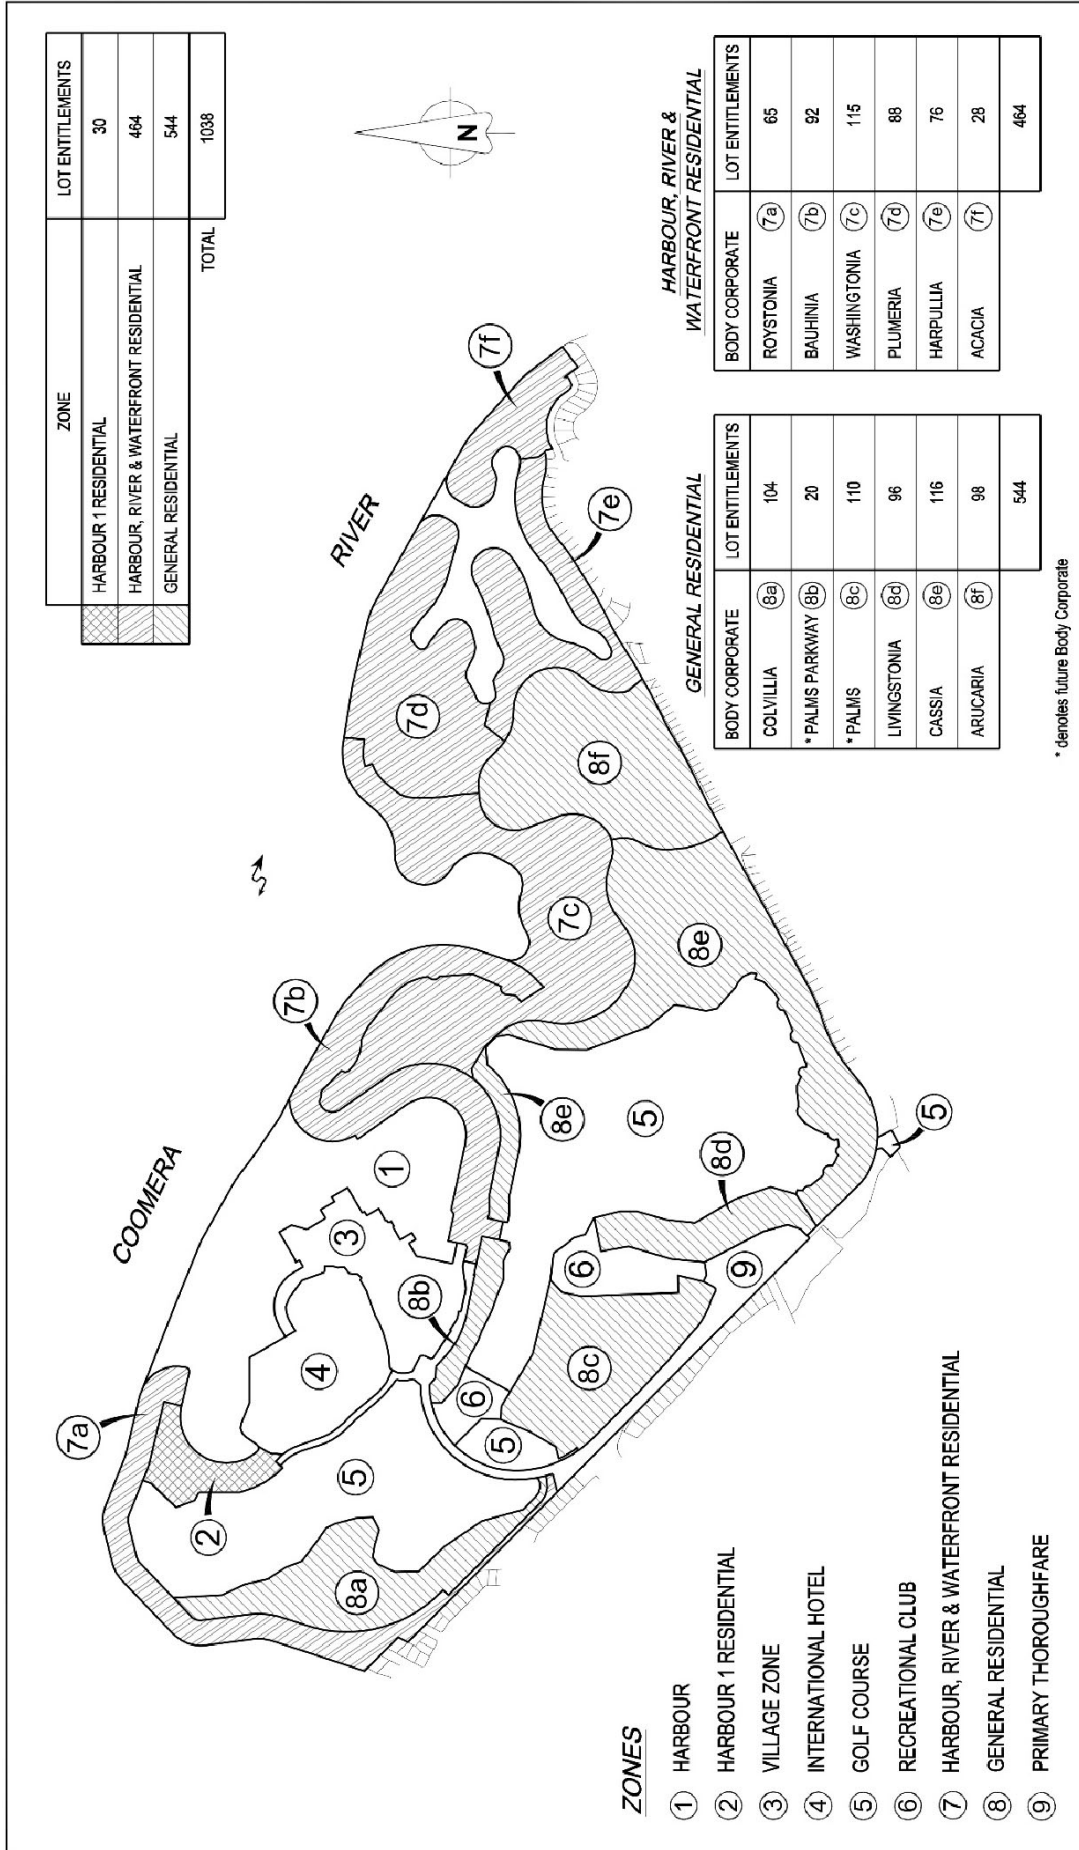 ZONE LOT ENTITLEMENTS
HARBOUR 1 RESIDENTIAL 30
HARBOUR, RIVER & WATERFRONT RESIDENTIAL 464
GENERAL RESIDENTIAL 544
TOTAL 1038
N
COOMERA
RIVER
7a
7b
7f
7d
7e
7c
8f
8e
8e
8d
8b
8c
8a
1
2
3
4
5
5
5
5
6
6
9
HARBOUR, RIVER &
WATERFRONT RESIDENTIAL
BODY CORPORATE LOT ENTITLEMENTS
ROYSTONIA 7a 65
BAUHINIA 7b 92
WASHINGTONIA 7c 115
PLUMERIA 7d 88
HARPULLIA 7e 76
ACACIA 7f 28
464
GENERAL RESIDENTIAL
BODY CORPORATE LOT ENTITLEMENTS
COLVILLIA 8a 104
* PALMS PARKWAY 8b 20
* PALMS 8c 110
LIVINGSTONIA 8d 96
CASSIA 8e 116
ARUCARIA 8f 98
544
* denotes future Body Corporate
ZONES
1 HARBOUR
2 HARBOUR 1 RESIDENTIAL
3 VILLAGE ZONE
4 INTERNATIONAL HOTEL
5 GOLF COURSE
6 RECREATIONAL CLUB
7 HARBOUR, RIVER & WATERFRONT RESIDENTIAL
8 GENERAL RESIDENTIAL
9 PRIMARY THOROUGHFARE